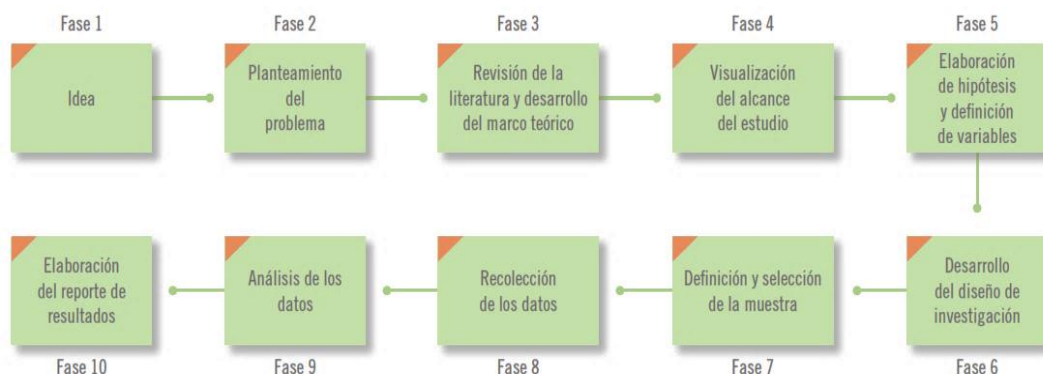 Fase 1
Idea
Fase 2
Planteamiento
del
problema
Fase 3
Revisión de la
literatura y desarrollo
del marco teórico
Fase 4
Visualización
del alcance
del estudio
Fase 5
Elaboración
de hipótesis
y definición
de variables
Desarrollo
del diseño de
investigación
Fase 6
Definición y selección
de la muestra
Fase 7
Recolección
de los datos
Fase 8
Análisis de los
datos
Fase 9
Elaboración
del reporte de
resultados
Fase 10